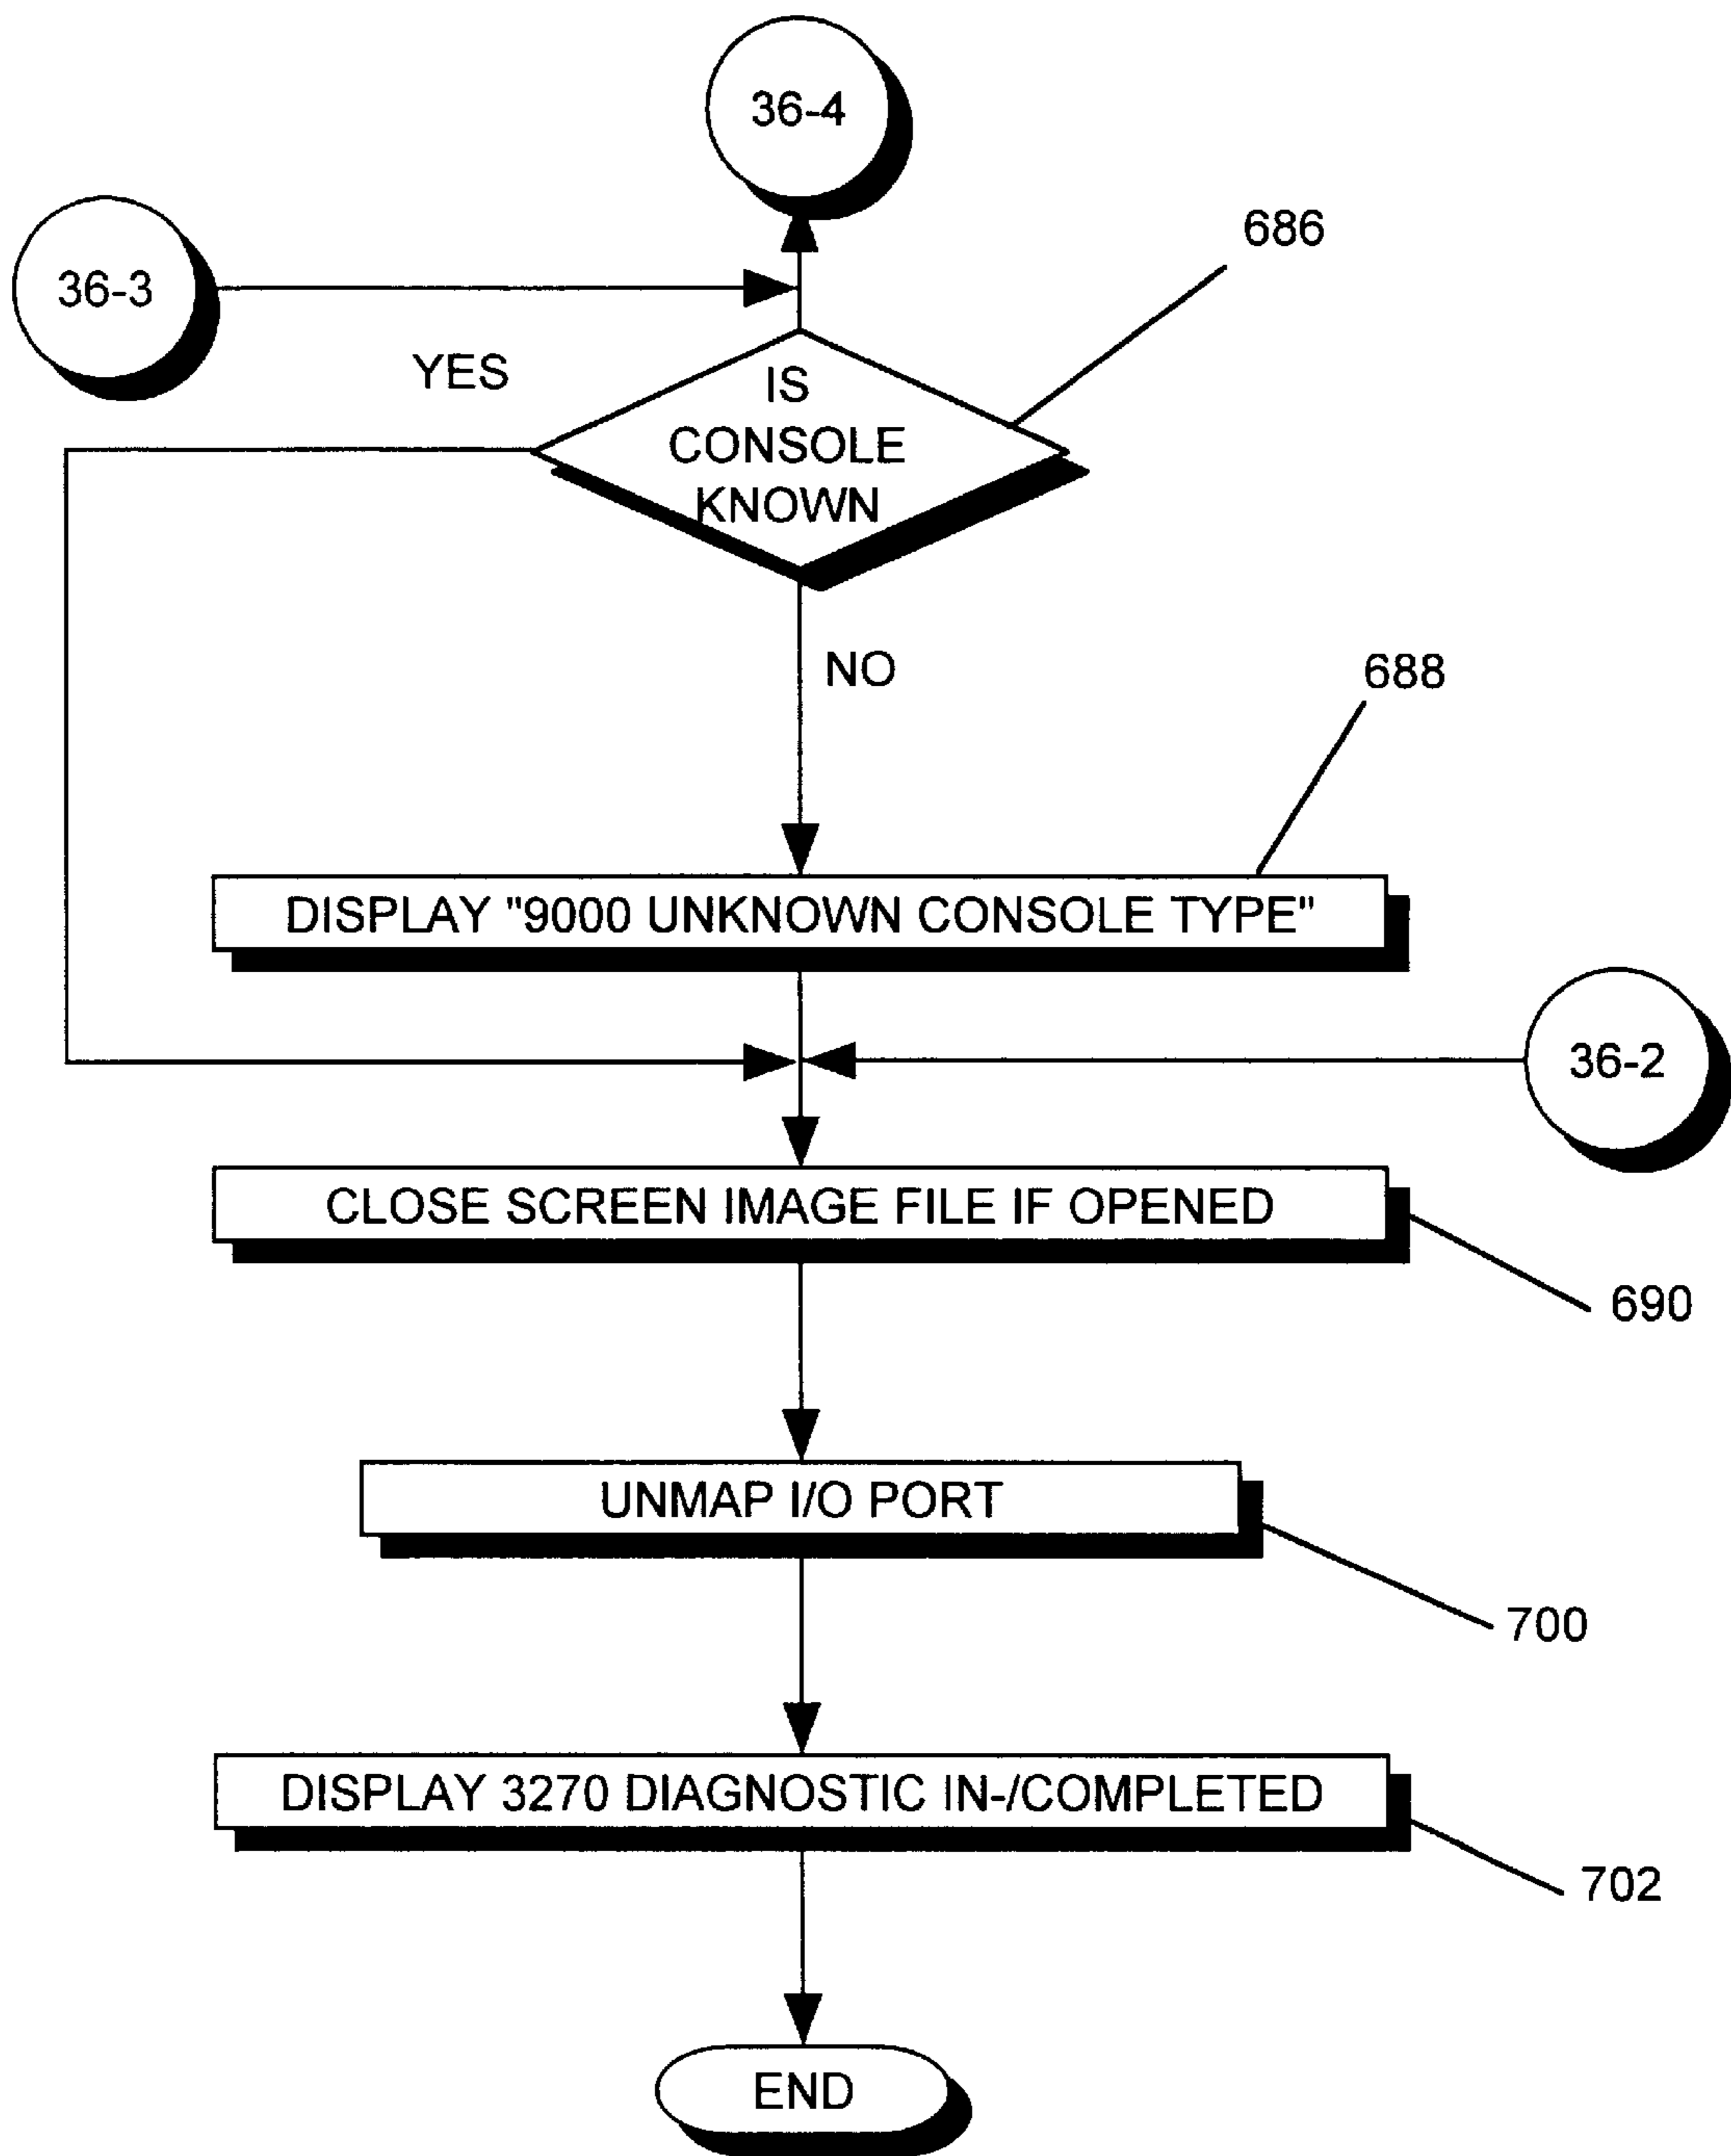 36-4
686
36-3
YES
IS
CONSOLE
KNOWN
NO
688
DISPLAY "9000 UNKNOWN CONSOLE TYPE"
36-2
CLOSE SCREEN IMAGE FILE IF OPENED
690
UNMAP I/O PORT
700
DISPLAY 3270 DIAGNOSTIC IN-/COMPLETED
702
END